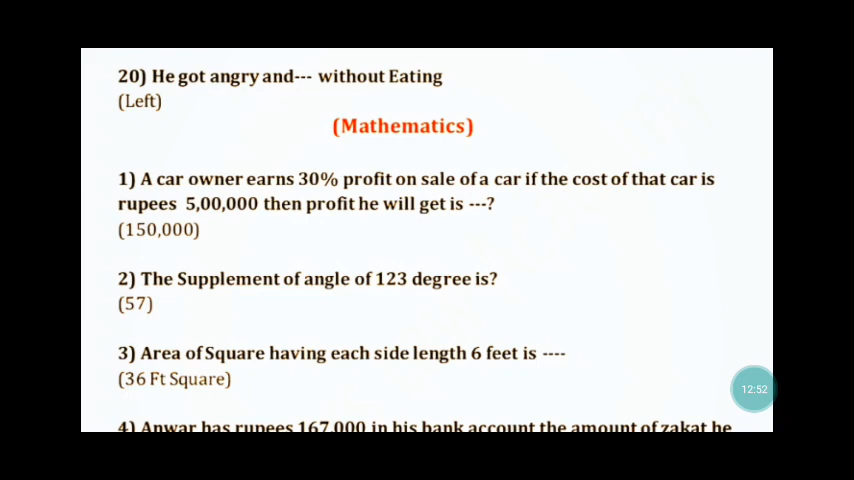 20) He got angry and--- without Eating
(Left)
(Mathematics)
1) A car owner earns 30% profit on sale of a car if the cost of that car is
rupees 5,00,000 then profit he will get is ---?
(150,000)
2) The Supplement of angle of 123 degree is?
(57)
3) Area of Square having each side length 6 feet is ----
(36 Ft Square)
12:52
4) Anwar has rupees 167,000 in his bank account the amount of zakat he